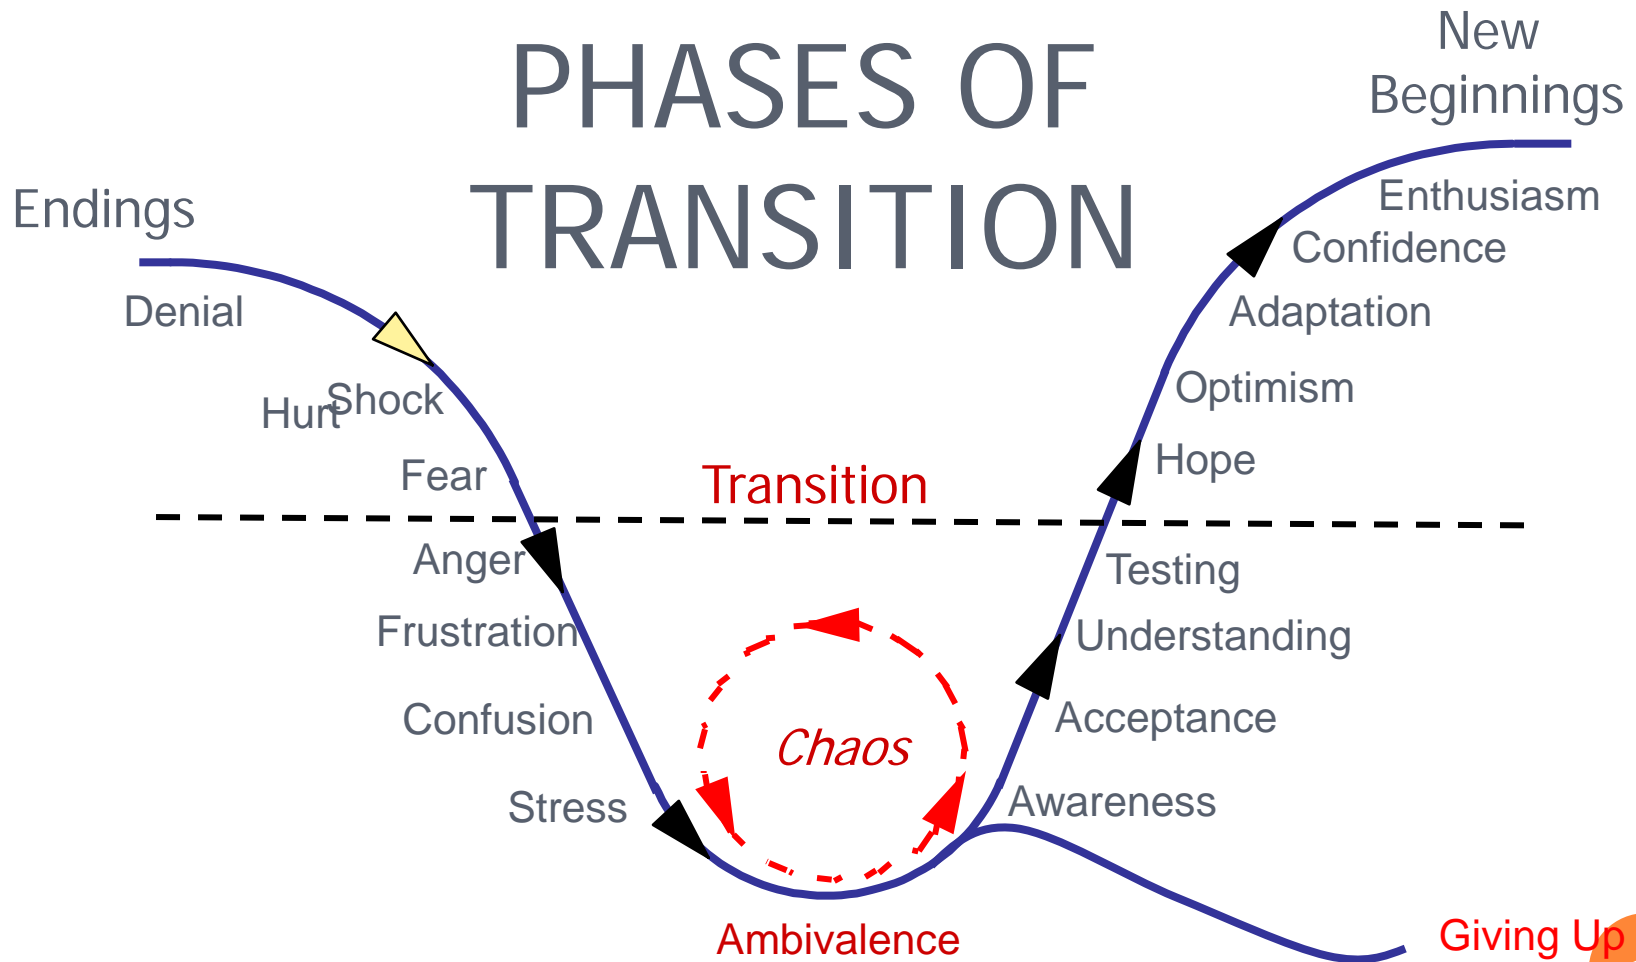 PHASES OF
TRANSITION
New
Beginnings
Endings
Denial
Hurt
Shock
Fear
Transition
Anger
Frustration
Confusion
Stress
Chaos
Ambivalence
Awareness
Acceptance
Understanding
Testing
Hope
Optimism
Adaptation
Confidence
Enthusiasm
Giving Up